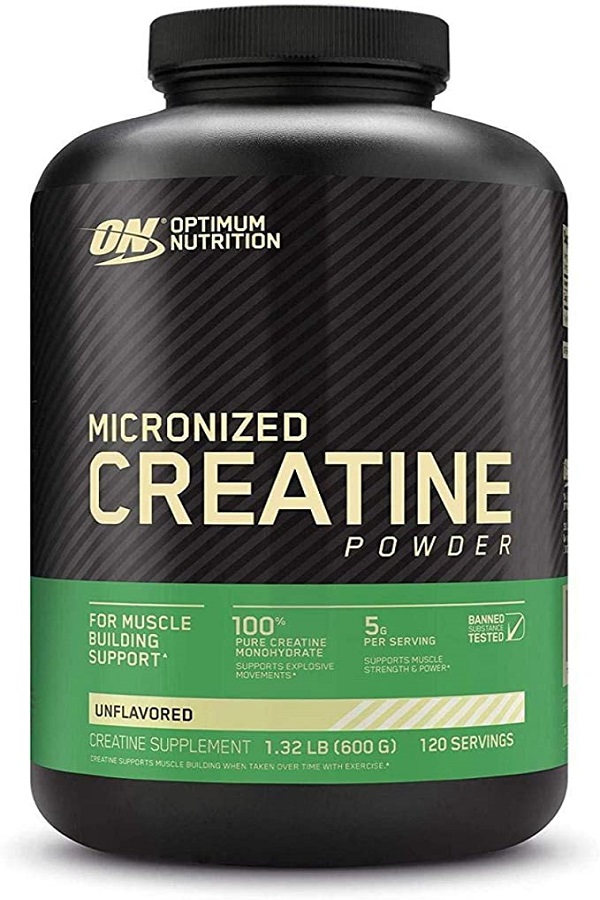 ON® OPTIMUM
NUTRITION
MICRONIZED
CREATINE
POWDER
FOR MUSCLE
BUILDING
SUPPORT^
100%
PURE CREATINE
MONOHYDRATE
SUPPORTS EXPLOSIVE
MOVEMENTS*
5G
PER SERVING
SUPPORTS MUSCLE
STRENGTH & POWER*
BANNED
SUBSTANCE
TESTED
UNFLAVORED
CREATINE SUPPLEMENT 1.32 LB (600 G) 120 SERVINGS
CREATINE SUPPORTS MUSCLE BUILDING WHEN TAKEN OVER TIME WITH EXERCISE.*